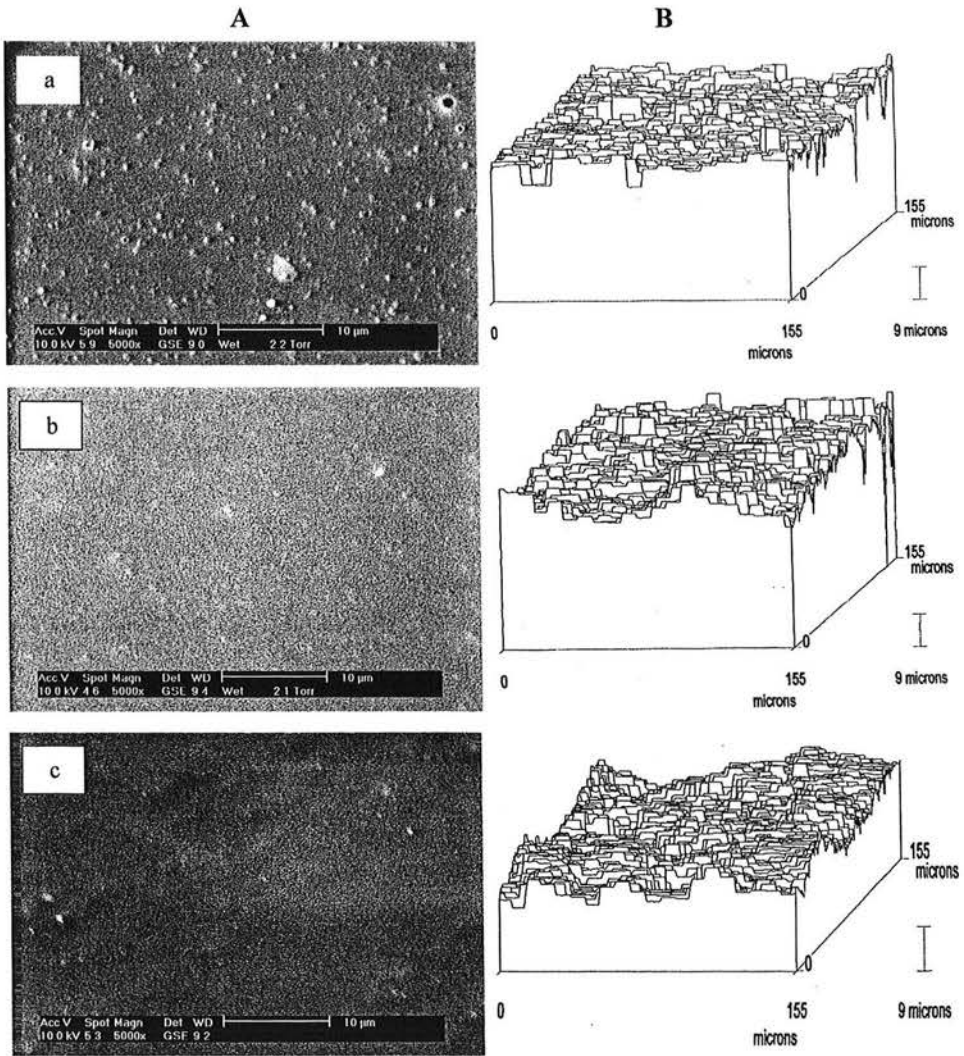 A
B
a
Acc.V Spot Magn Det WD 10 µm
10.0 kV 5.9 5000x GSE 9.0 Wet 2.2 Torr
155
microns
0
0
155
microns
9 microns
b
Acc.V Spot Magn Det WD 10 µm
10.0 kV 4.6 5000x GSE 9.4 Wet 2.1 Torr
155
microns
0
0
155
microns
9 microns
c
Acc.V Spot Magn Det WD 10 µm
10.0 kV 5.3 5000x GSE 9.2
155
microns
0
0
155
microns
9 microns